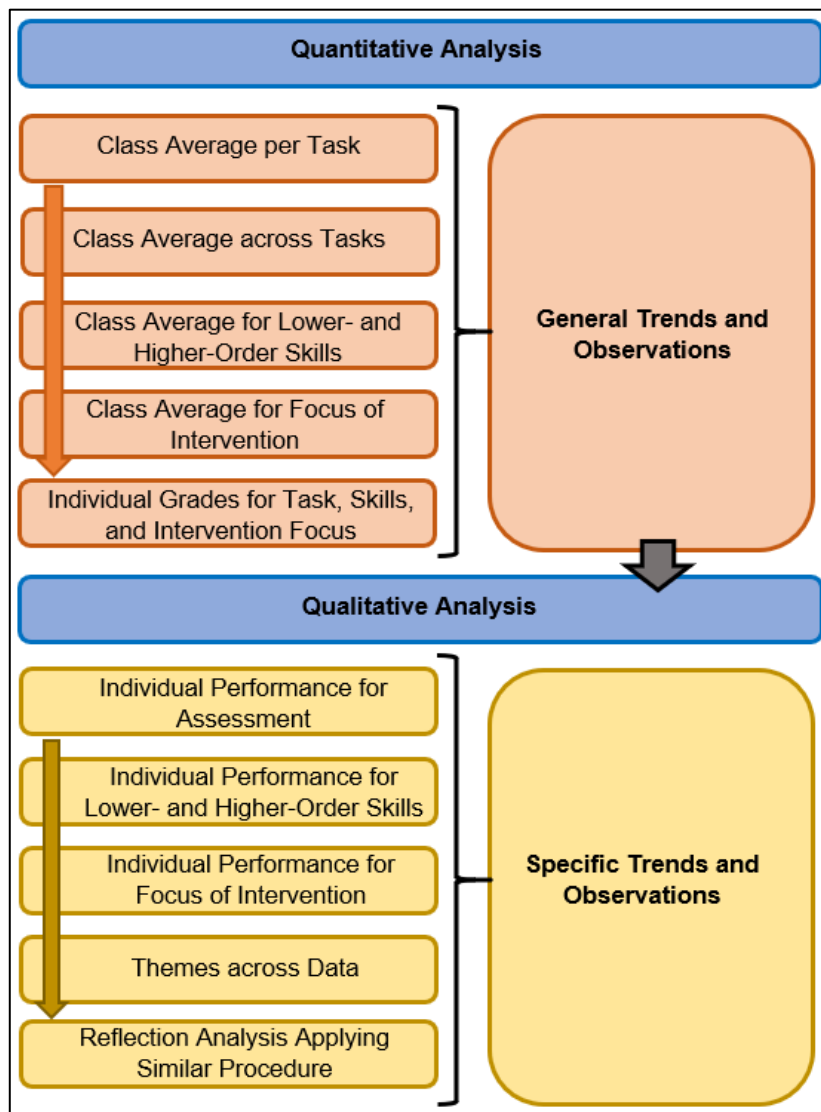 Quantitative Analysis
Class Average per Task
Class Average across Tasks
Class Average for Lower- and
Higher-Order Skills
Class Average for Focus of
Intervention
Individual Grades for Task, Skills,
and Intervention Focus
General Trends and
Observations
Qualitative Analysis
Individual Performance for
Assessment
Individual Performance for
Lower- and Higher-Order Skills
Individual Performance for
Focus of Intervention
Themes across Data
Reflection Analysis Applying
Similar Procedure
Specific Trends and
Observations